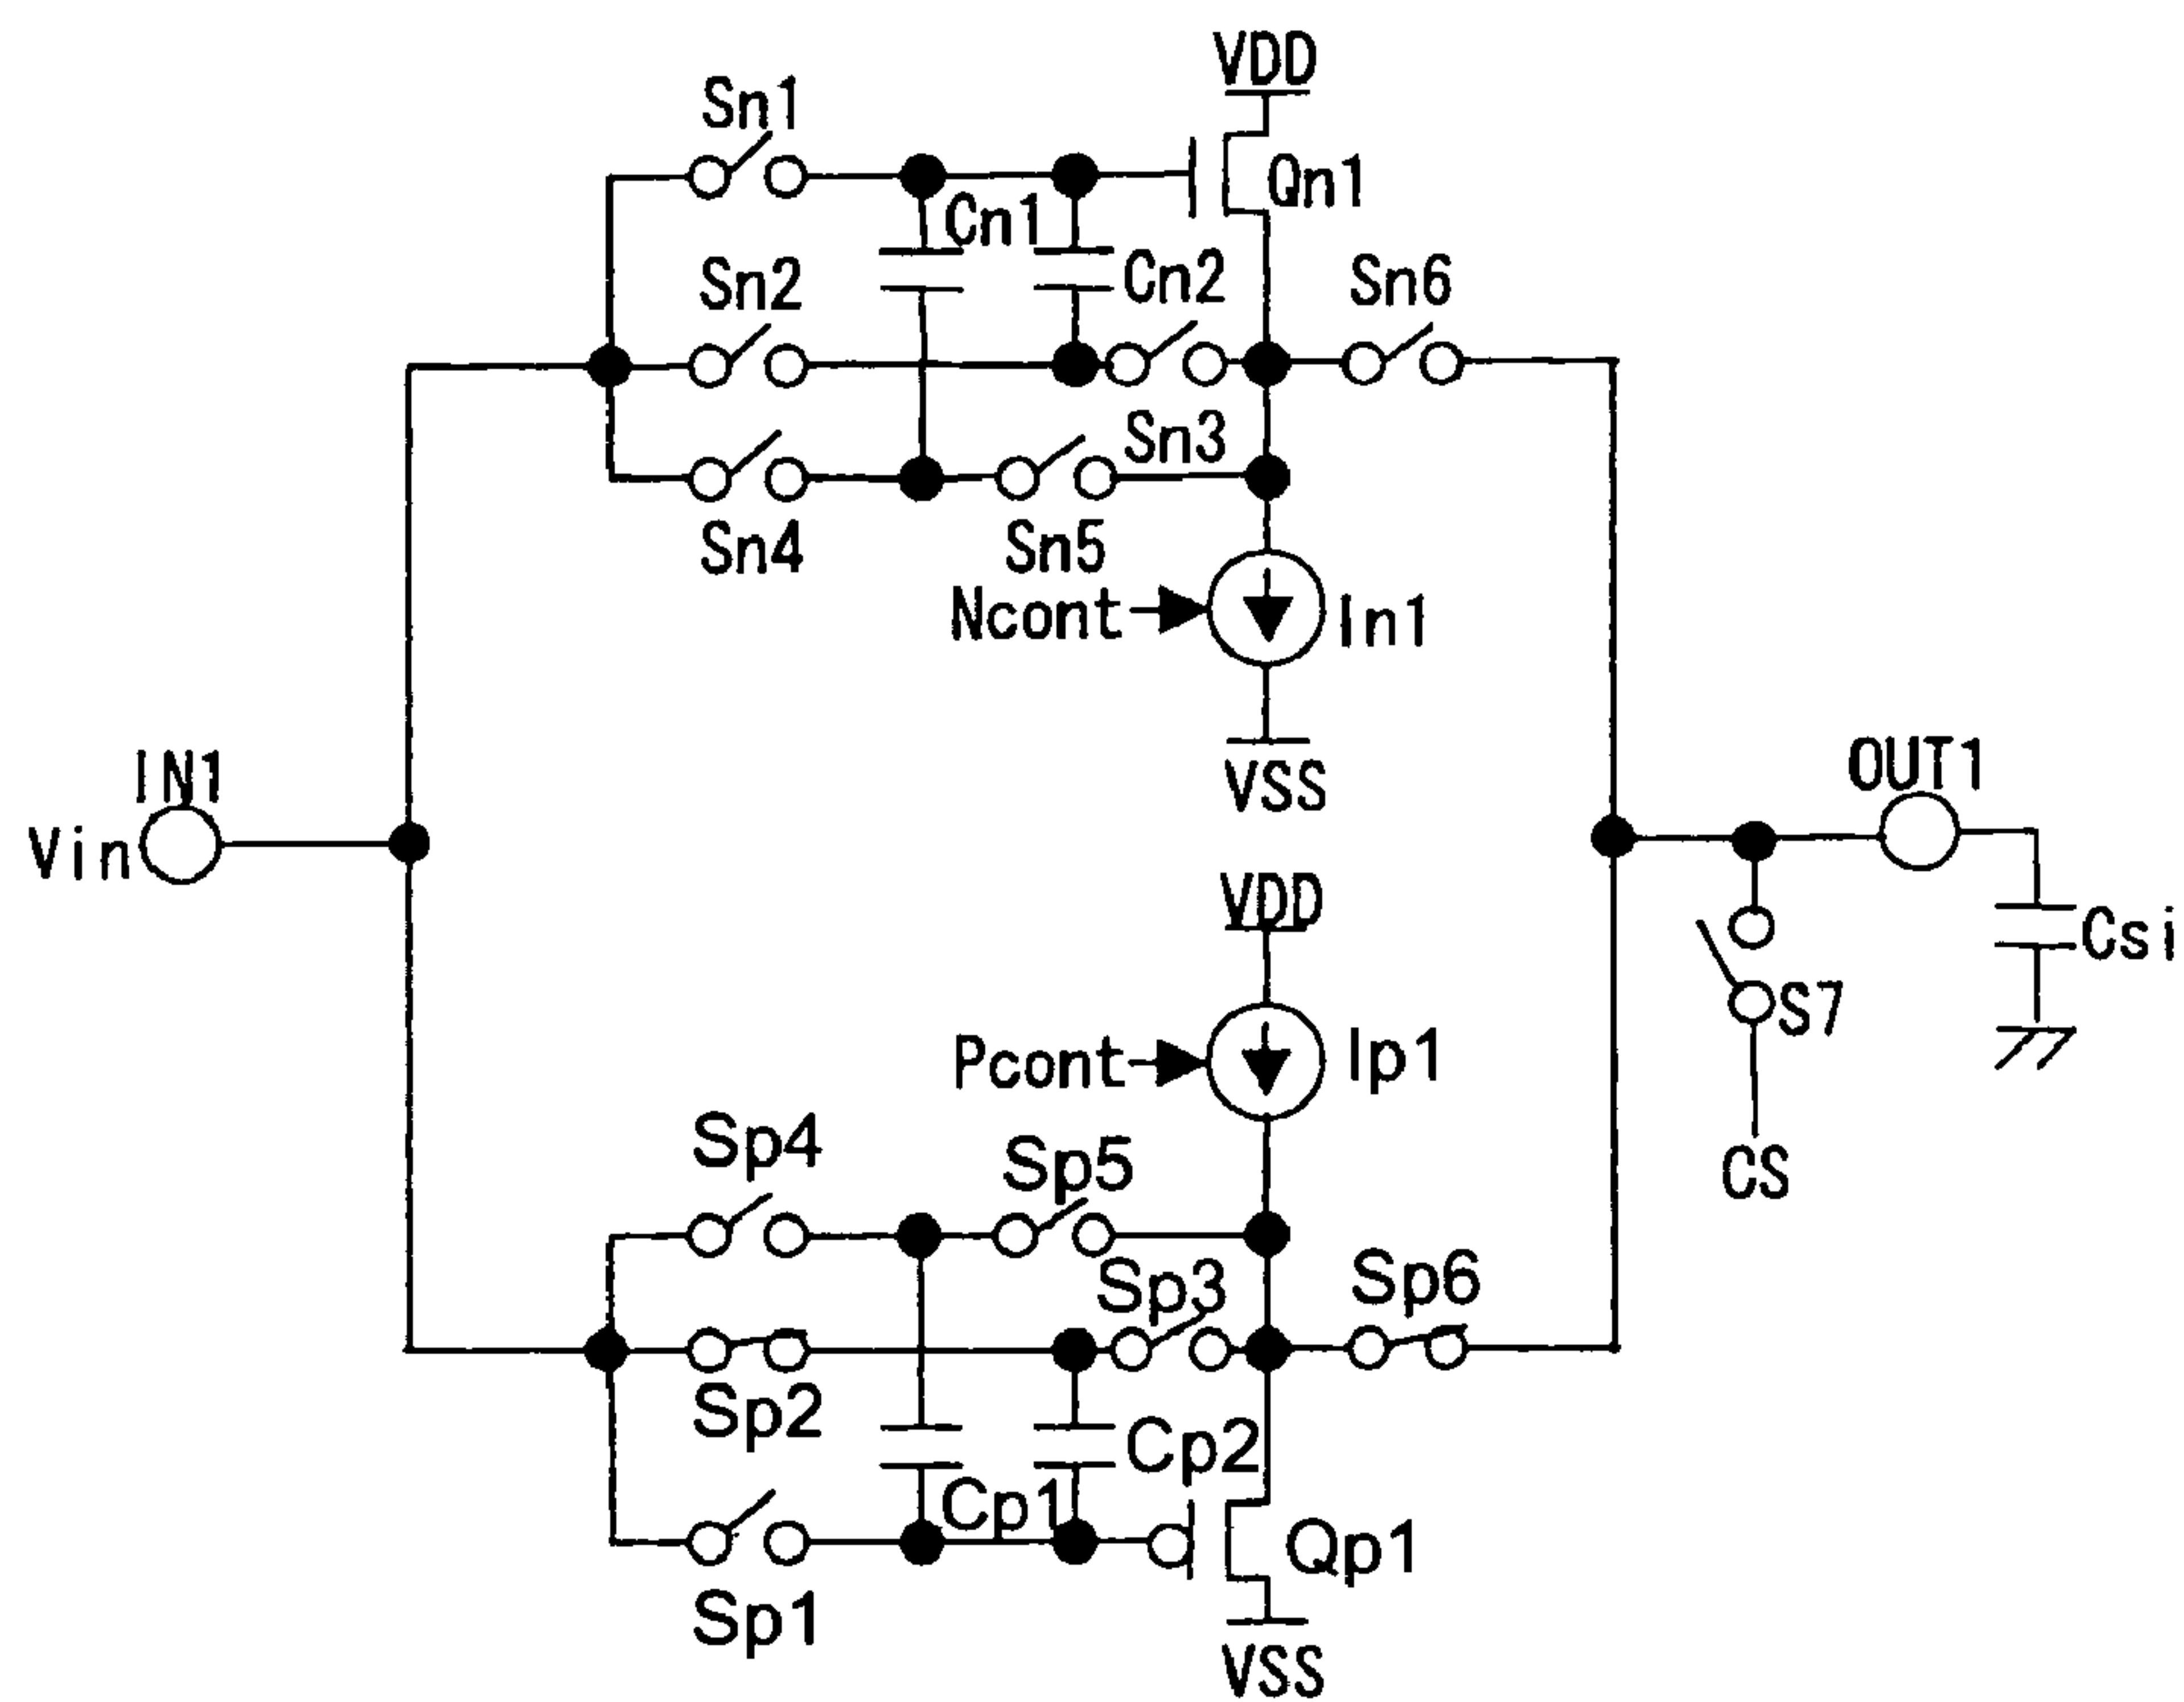 VDD
Sn1
Qn1
Cn1
Sn2
Cn2
Sn6
Sn3
Sn4
Sn5
Ncont
In1
VSS
IN1
OUT1
Vin
VDD
Csi
S7
Pcont
Ip1
Sp4
Sp5
CS
Sp3
Sp6
Sp2
Cp2
Cp1
Qp1
Sp1
VSS